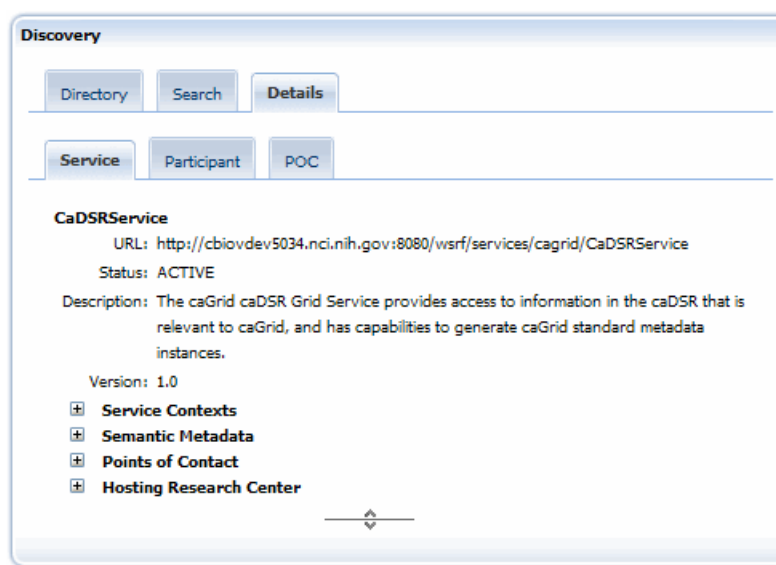 Discovery
Directory Search Details
Service Participant POC
CaDSRService
URL: http://cbiovdev5034.nci.nih.gov:8080/wsrf/services/cagrid/CaDSRService
Status: ACTIVE
Description: The caGrid caDSR Grid Service provides access to information in the caDSR that is
relevant to caGrid, and has capabilities to generate caGrid standard metadata
instances.
Version: 1.0
Service Contexts
Semantic Metadata
Points of Contact
Hosting Research Center